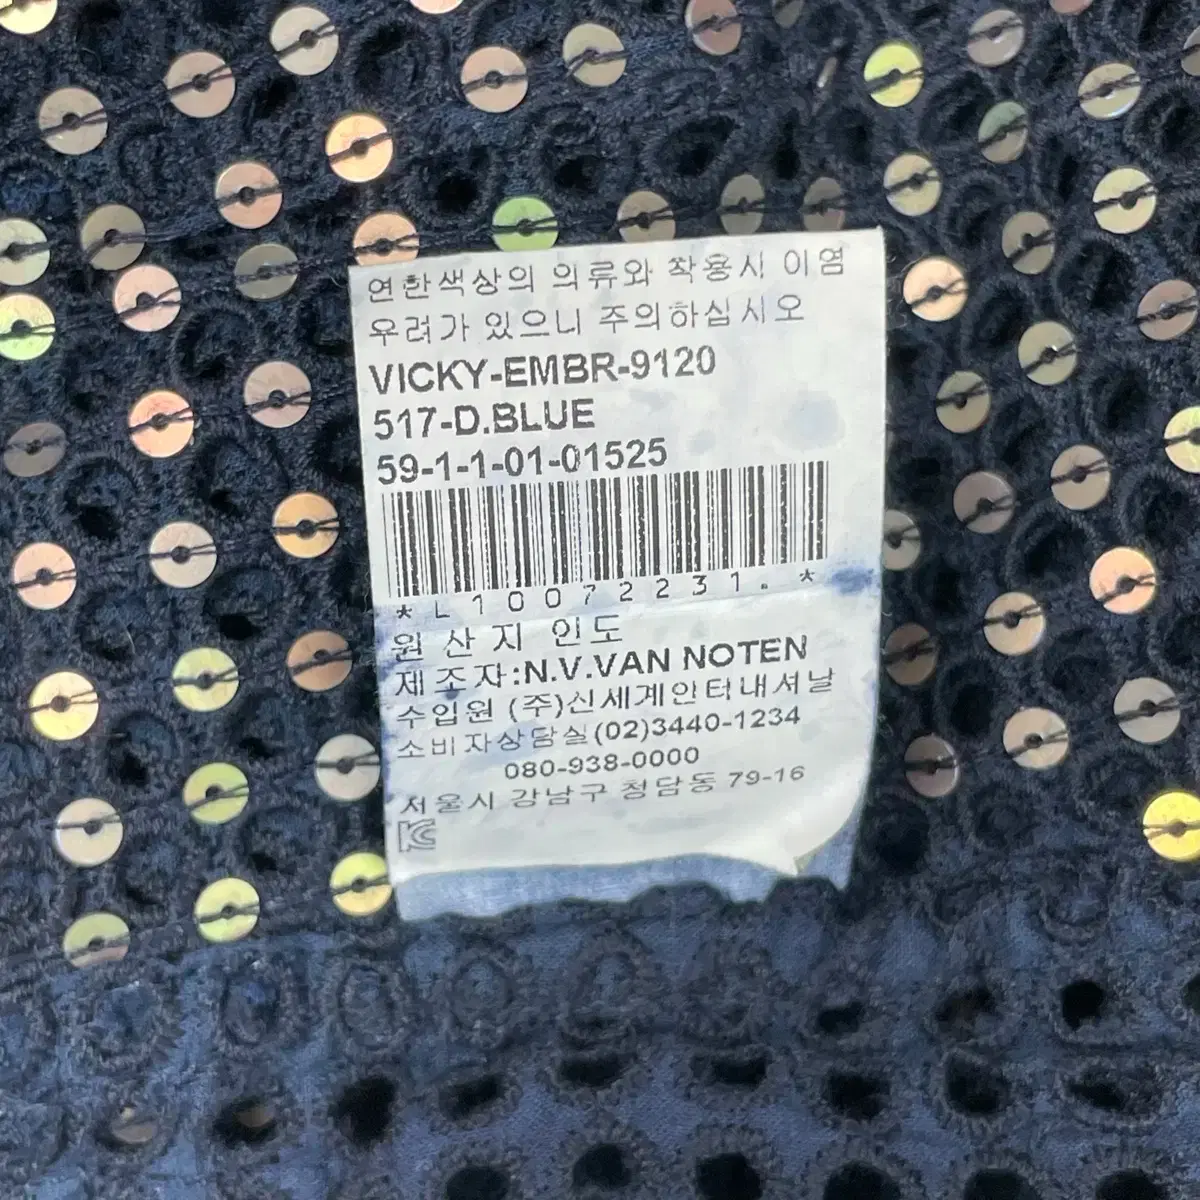 연한색상의 의류와 착용시 이염
우려가 있으니 주의하십시오
VICKY-EMBR-9120
517-D.BLUE
59-1-1-01-01525
*L10072231.*
원산지 인도
제조자:N.V.VAN NOTEN
수입원 (주)신세계인터내셔날
소비자상담실(02)3440-1234
080-938-0000
서울시 강남구 청담동 79-16
KC